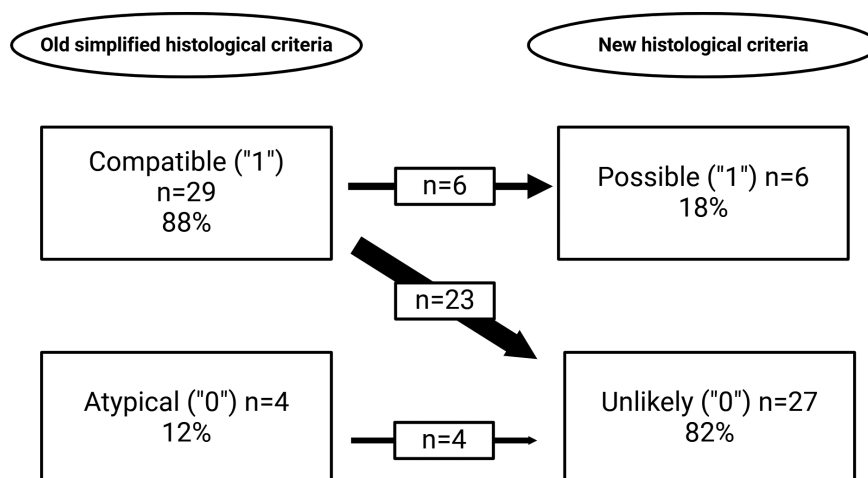 Old simplified histological criteria
New histological criteria
Compatible ("1")
n=29
88%
n=6
Possible ("1") n=6
18%
n=23
Atypical ("0") n=4
12%
n=4
Unlikely ("0") n=27
82%